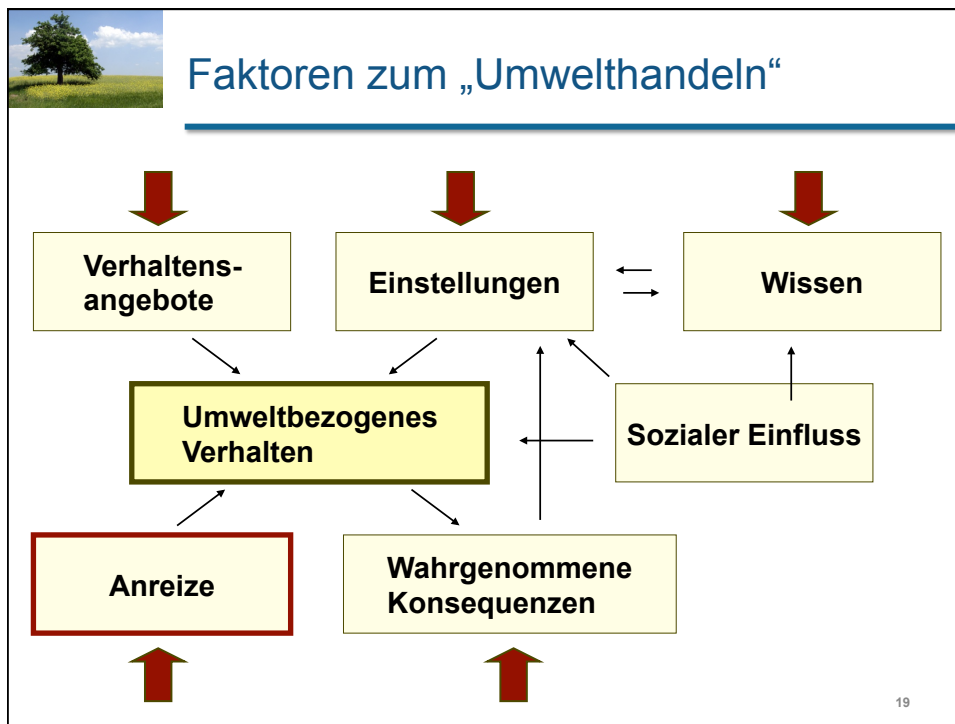 Faktoren zum „Umwelthandeln“
Verhaltens-
angebote
Einstellungen
Wissen
Umweltbezogenes
Verhalten
Sozialer Einfluss
Anreize
Wahrgenommene
Konsequenzen
19